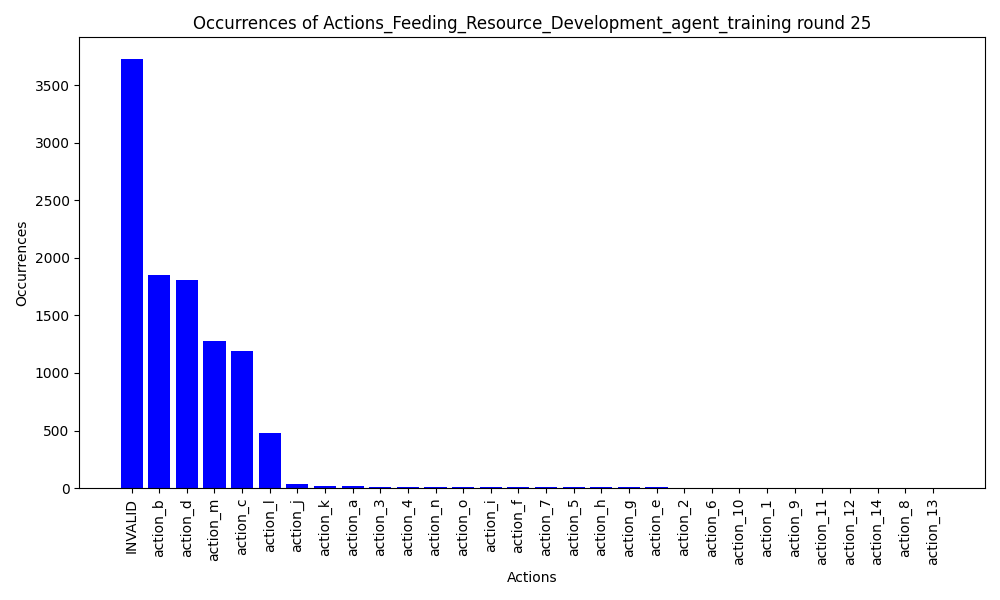 Occurrences of Actions_Feeding_Resource_Development_agent_training round 25
Occurrences
3500
3000
2500
2000
1500
1000
500
0
INVALID
action_b
action_d
action_m
action_c
action_l
action_j
action_k
action_a
action_3
action_4
action_n
action_o
action_i
action_f
action_7
action_5
action_h
action_g
action_e
action_2
action_6
action_10
action_1
action_9
action_11
action_12
action_14
action_8
action_13
Actions